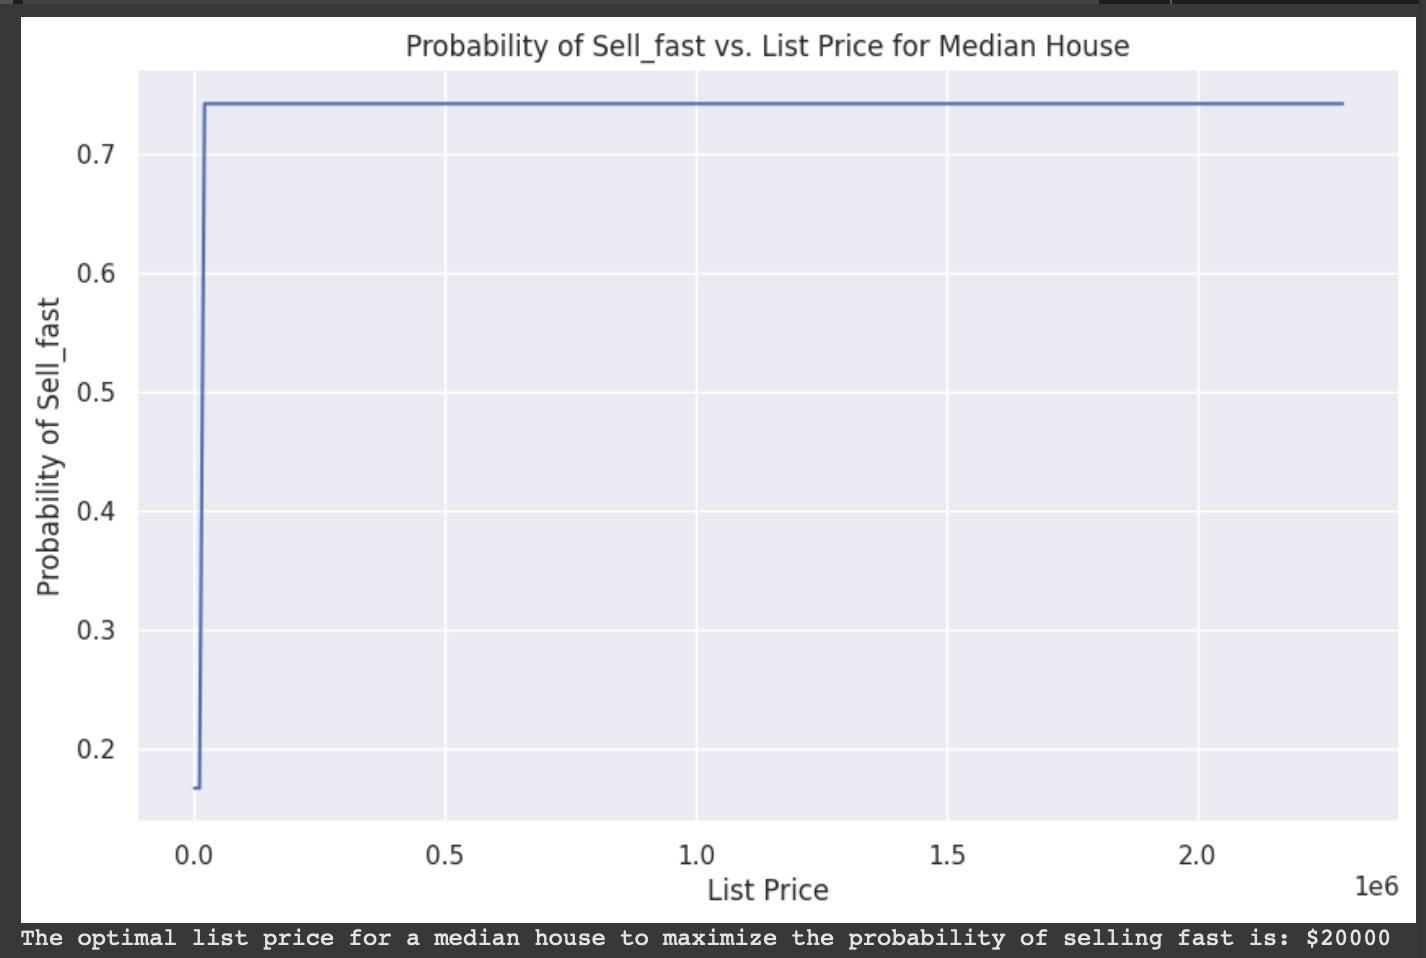 Probability of Sell_fast vs. List Price for Median House
Probability of Sell_fast
0.7
0.6
0.5
0.4
0.3
0.2
0.0 0.5 1.0 1.5 2.0
1e6
List Price
The optimal list price for a median house to maximize the probability of selling fast is: $20000